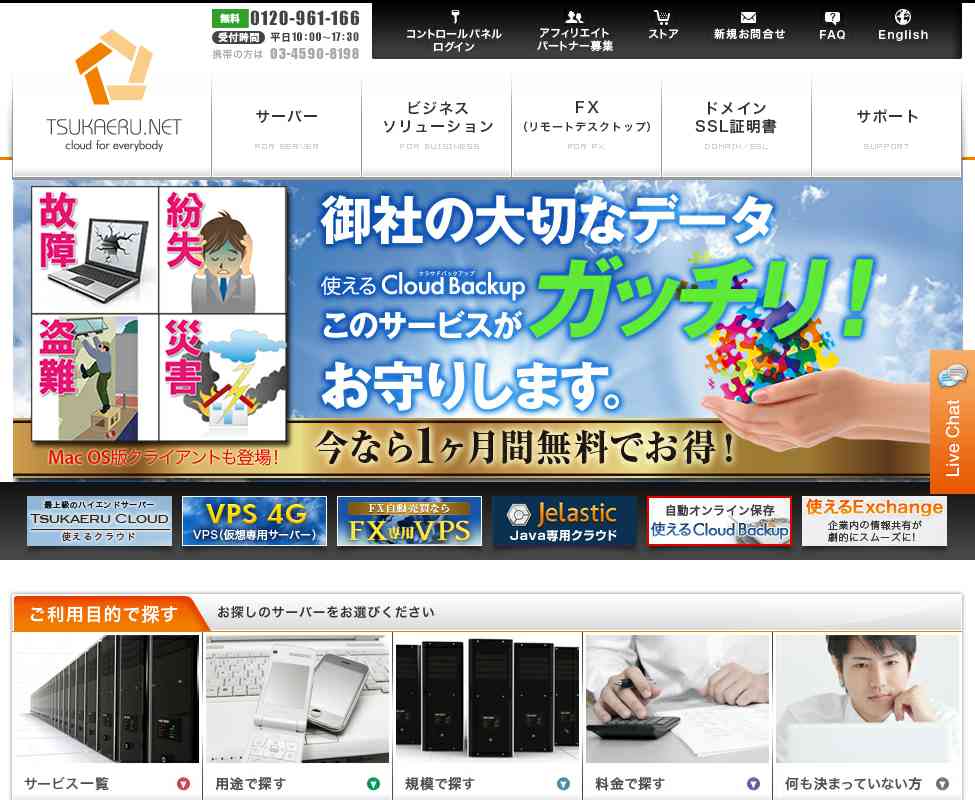 無料 0120-961-166
受付時間 平日10:00~17:30
携帯の方は 03-4590-8198
コントロールパネル
ログイン
アフィリエイト
パートナー募集
ストア
新規お問合せ
FAQ
English
TSUKAERU.NET
cloud for everybody
サーバー
FOR SERVER
ビジネス
ソリューション
FOR BUISDNESS
FX
(リモートデスクトップ)
FOR FX
ドメイン
SSL証明書
DOMAIN/SSL
サポート
SUPPORT
故障
紛失
盗難
災害
御社の大切なデータ
クラウドバックアップ
使えるCloud Backup
ガッチリ!
このサービスが
お守りします。
Mac OS版クライアントも登場!
今なら1ヶ月間無料でお得!
Live Chat
最上級のハイエンドサーバー
TSUKAERU CLOUD
使えるクラウド
VPS 4G
VPS(仮想専用サーバー)
FX自動売買なら
FX専用VPS
Jelastic
Java専用クラウド
自動オンライン保存
使えるCloud Backup
使えるExchange
企業内の情報共有が
劇的にスムーズに!
ご利用目的で探す
お探しのサーバーをお選びください
サービス一覧
用途で探す
規模で探す
料金で探す
何も決まっていない方